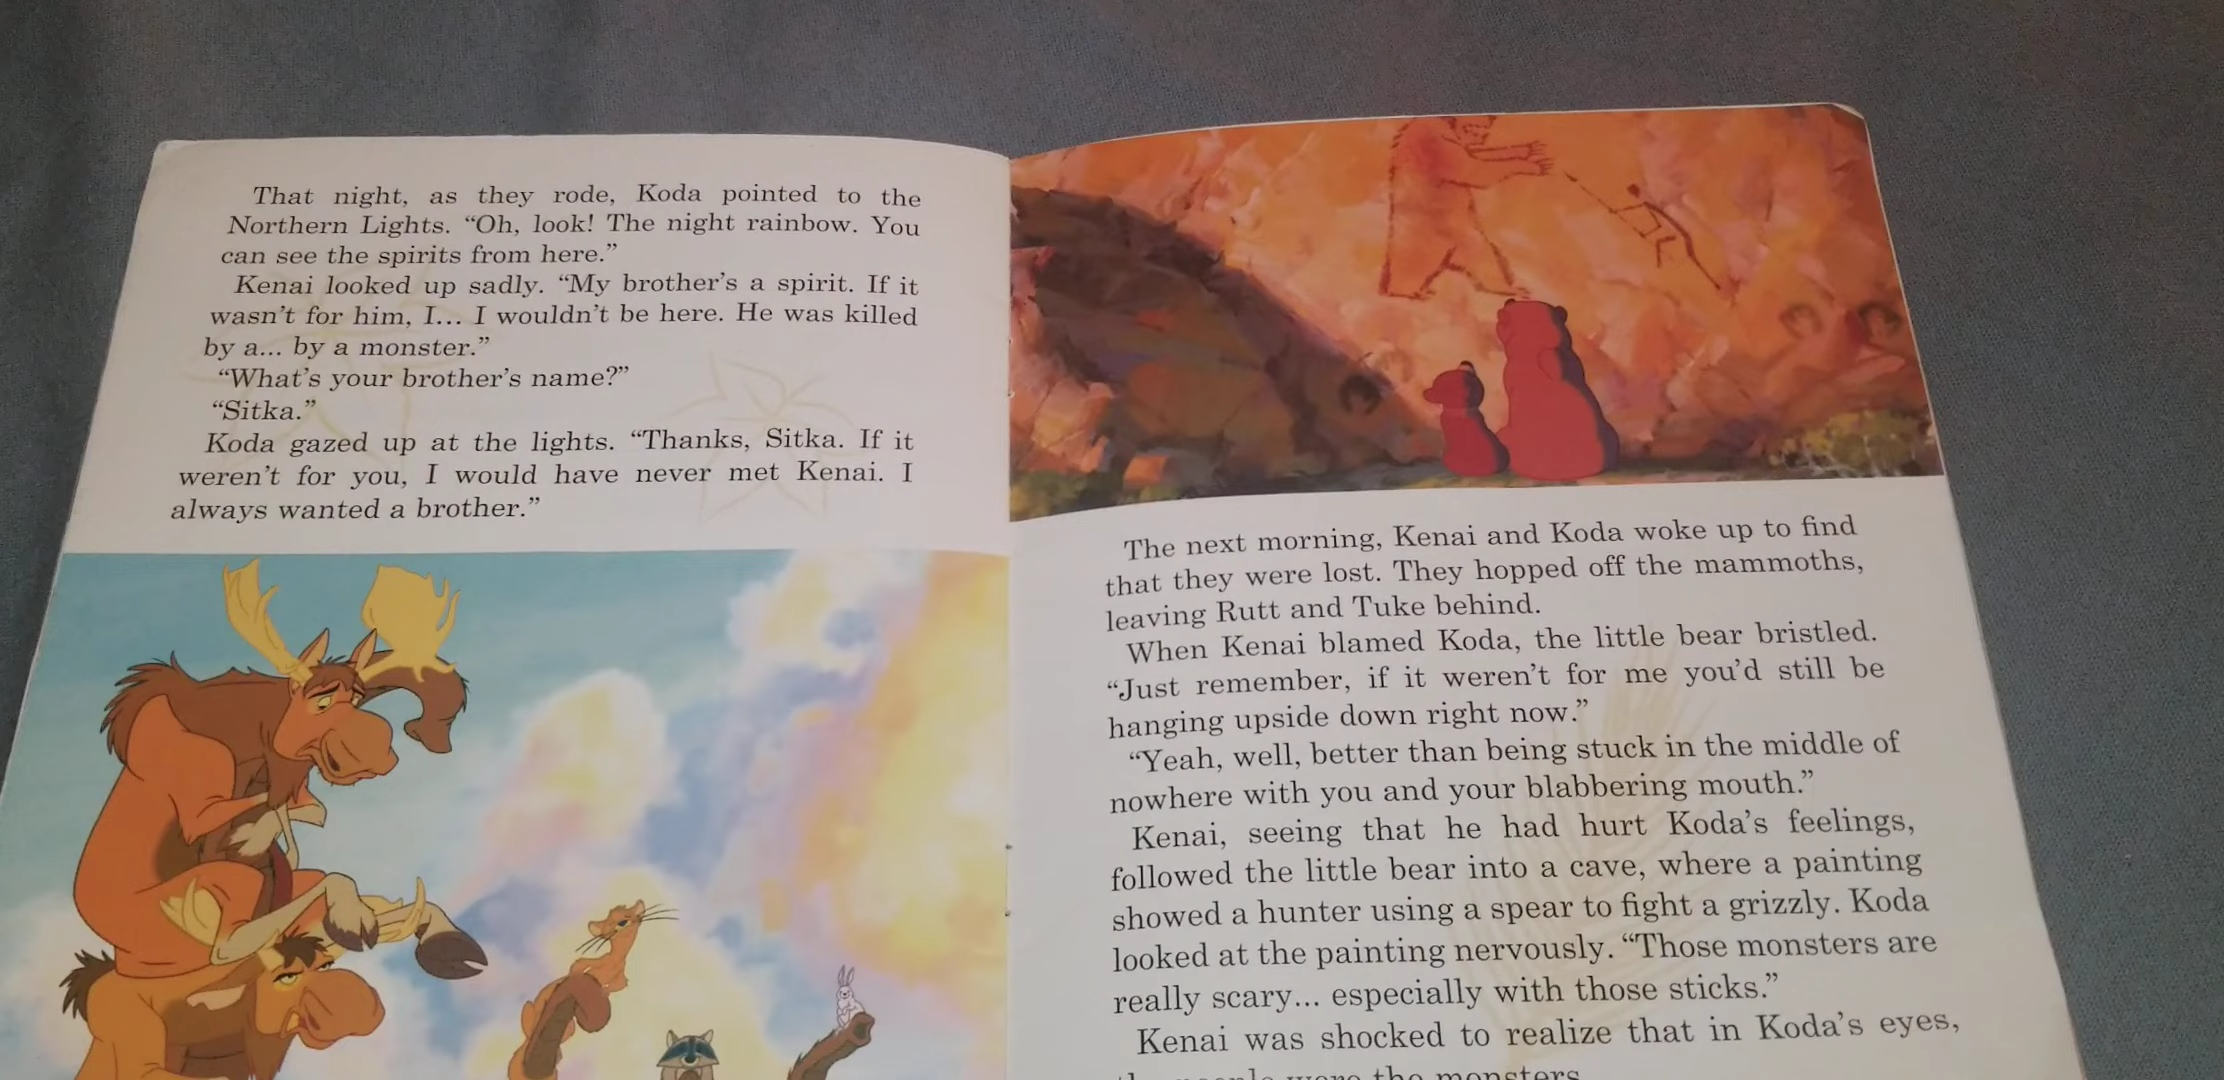 That night, as they rode, Koda pointed to the
Northern Lights. “Oh, look! The night rainbow. You
can see the spirits from here.”
Kenai looked up sadly. “My brother’s a spirit. If it
wasn’t for him, I... I wouldn’t be here. He was killed
by a... by a monster.”
“What’s your brother’s name?”
“Sitka.”
Koda gazed up at the lights. “Thanks, Sitka. If it
weren’t for you, I would have never met Kenai. I
always wanted a brother.”
The next morning, Kenai and Koda woke up to find
that they were lost. They hopped off the mammoths,
leaving Rutt and Tuke behind.
When Kenai blamed Koda, the little bear bristled.
“Just remember, if it weren’t for me you’d still be
hanging upside down right now.”
“Yeah, well, better than being stuck in the middle of
nowhere with you and your blabbering mouth.”
Kenai, seeing that he had hurt Koda’s feelings,
followed the little bear into a cave, where a painting
showed a hunter using a spear to fight a grizzly. Koda
looked at the painting nervously. “Those monsters are
really scary... especially with those sticks.”
Kenai was shocked to realize that in Koda’s eyes,
people were the monsters.